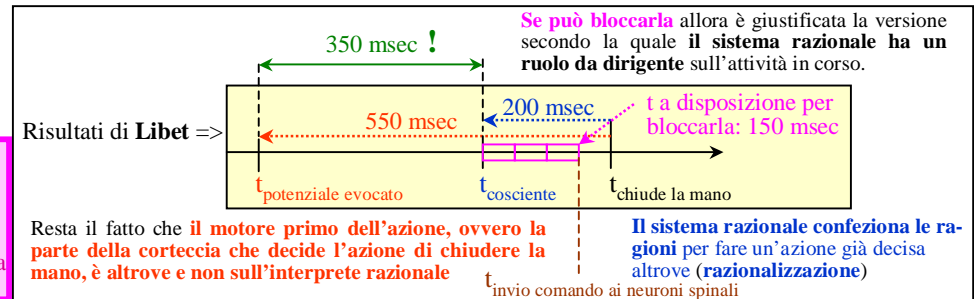 Se può bloccarla allora è giustificata la versione
secondo la quale il sistema razionale ha un
ruolo da dirigente sull'attività in corso.
350 msec !
Risultati di Libet =>
550 msec
200 msec
t a disposizione per
bloccarla: 150 msec
t potenziale evocato
t cosciente
t chiude la mano
Resta il fatto che il motore primo dell'azione, ovvero la
parte della corteccia che decide l'azione di chiudere la
mano, è altrove e non sull'interprete razionale
Il sistema razionale confeziona le ra-
gioni per fare un'azione già decisa
altrove (razionalizzazione)
t invio comando ai neuroni spinali